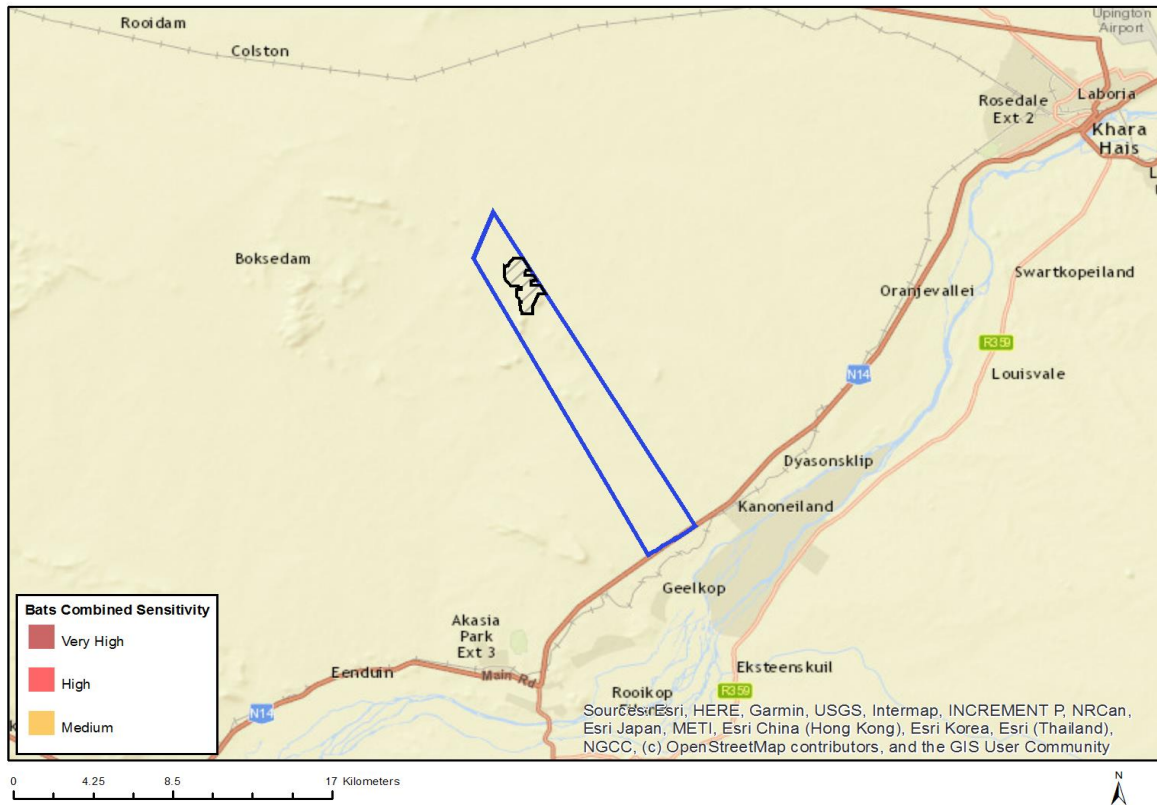 Upington
Airport
Rooidam
Colston
Rosedale
Ext 2
Laboria
Khara
Hais
L
Boksedam
Oranjevallei
Swartkopeiland
R359
N14
Louisvale
Dyasonsklip
Kanoneiland
Geelkop
Bats Combined Sensitivity
Very High
High
Medium
Akasia
Park
Ext 3
Eenduin
Main Rd
Eksteenskuil
Rooikop
R359
N14
k
Sources: Esri, HERE, Garmin, USGS, Intermap, INCREMENT P, NRCan,
Esri Japan, METI, Esri China (Hong Kong), Esri Korea, Esri (Thailand),
NGCC, (c) OpenStreetMap contributors, and the GIS User Community
0 4.25 8.5 17 Kilometers
N